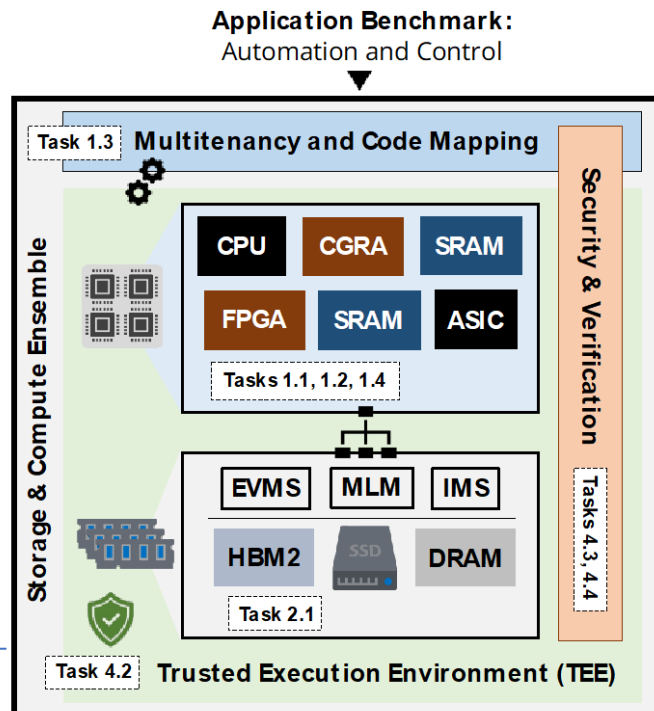 Application Benchmark:
Automation and Control
Task 1.3
Multitenancy and Code Mapping
Storage & Compute Ensemble
Security & Verification
CPU
CGRA
SRAM
FPGA
SRAM
ASIC
Tasks 1.1, 1.2, 1.4
EVMS
MLM
IMS
HBM2
SSD
DRAM
Task 2.1
Tasks 4.3, 4.4
Task 4.2
Trusted Execution Environment (TEE)